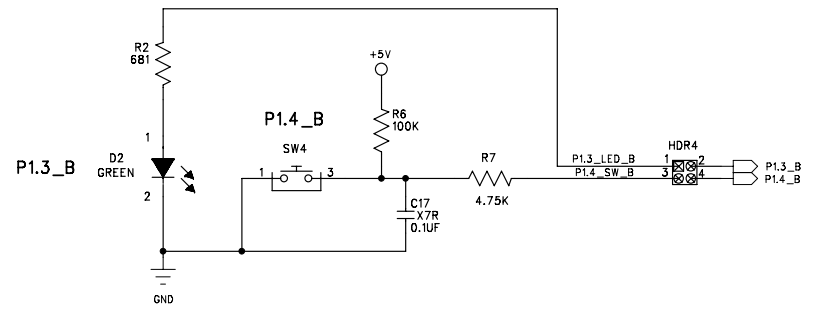 R2
681
+5V
P1.4_B
R6
100K
SW4
HDR4
1
D2
GREEN
P1.3_B
2
1
3
R7
4.75K
P1.3_LED_B
1
2
P1.3_B
P1.4_SW_B
3
4
P1.4_B
C17
X7R
0.1UF
GND